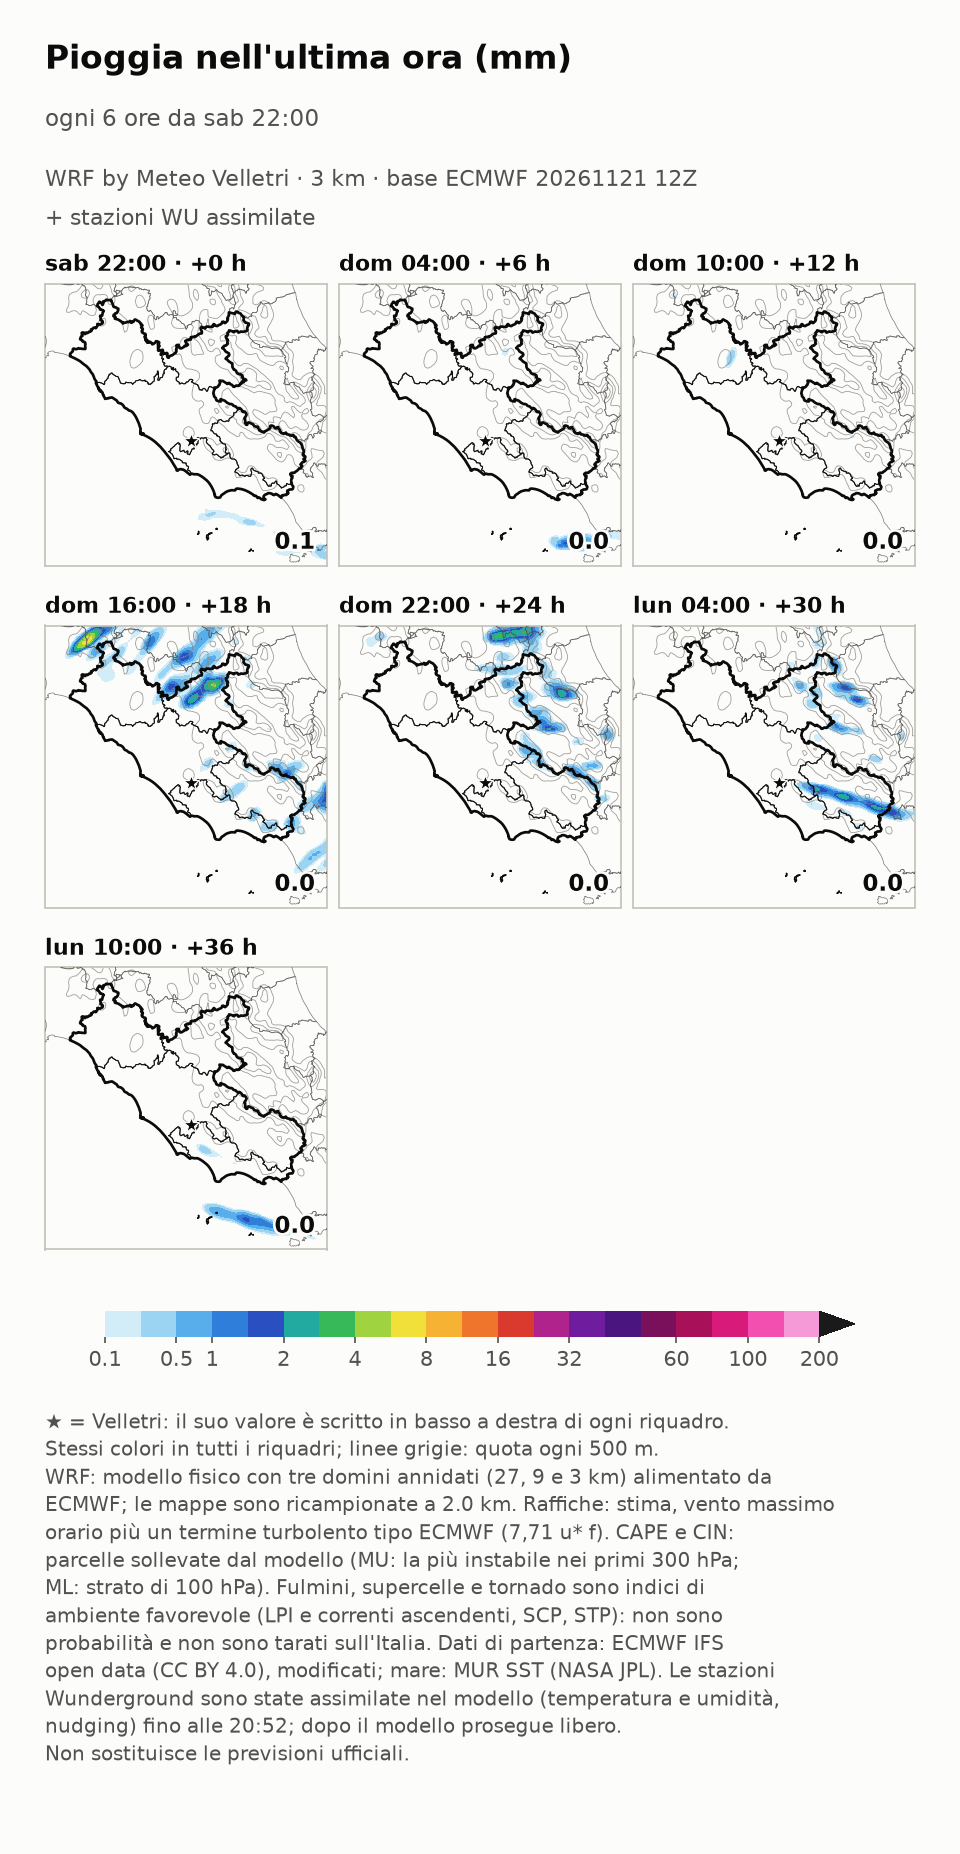 Pioggia nell'ultima ora (mm)
ogni 6 ore da sab 22:00
WRF by Meteo Velletri · 3 km · base ECMWF 20261121 12Z
+ stazioni WU assimilate
sab 22:00 · +0 h
dom 04:00 · +6 h
dom 10:00 · +12 h
0.1
0.0
0.0
dom 16:00 · +18 h
dom 22:00 · +24 h
lun 04:00 · +30 h
0.0
0.0
0.0
lun 10:00 · +36 h
0.0
0.1 0.5 1 2 4 8 16 32 60 100 200
★ = Velletri: il suo valore è scritto in basso a destra di ogni riquadro.
Stessi colori in tutti i riquadri; linee grigie: quota ogni 500 m.
WRF: modello fisico con tre domini annidati (27, 9 e 3 km) alimentato da
ECMWF; le mappe sono ricampionate a 2.0 km. Raffiche: stima, vento massimo
orario più un termine turbolento tipo ECMWF (7,71 u* f). CAPE e CIN:
parcelle sollevate dal modello (MU: la più instabile nei primi 300 hPa;
ML: strato di 100 hPa). Fulmini, supercelle e tornado sono indici di
ambiente favorevole (LPI e correnti ascendenti, SCP, STP): non sono
probabilità e non sono tarati sull'Italia. Dati di partenza: ECMWF IFS
open data (CC BY 4.0), modificati; mare: MUR SST (NASA JPL). Le stazioni
Wunderground sono state assimilate nel modello (temperatura e umidità,
nudging) fino alle 20:52; dopo il modello prosegue libero.
Non sostituisce le previsioni ufficiali.